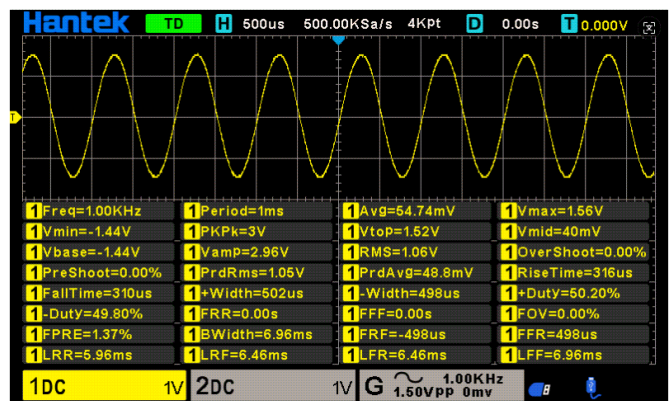 Hantek TD H 500us 500.00KSa/s 4Kpt D 0.00s T 0.000V
T
1 Freq=1.00KHz 1 Period=1ms 1 Avg=54.74mV 1 Vmax=1.56V
1 Vmin=-1.44V 1 PKPk=3V 1 Vtop=1.52V 1 Vmid=40mV
1 Vbase=-1.44V 1 Vamp=2.96V 1 RMS=1.06V 1 OverShoot=0.00%
1 PreShoot=0.00% 1 PrdRms=1.05V 1 PrdAvg=48.8mV 1 RiseTime=316us
1 FallTime=310us 1 +Width=502us 1 -Width=498us 1 +Duty=50.20%
1 -Duty=49.80% 1 FRR=0.00s 1 FFF=0.00s 1 FOV=0.00%
1 FPRE=1.37% 1 BWidth=6.96ms 1 FRF=-498us 1 FFR=498us
1 LRR=5.96ms 1 LRF=6.46ms 1 LFR=6.46ms 1 LFF=6.96ms
1DC 1V 2DC 1V G 1.00KHz
1.50Vpp 0mv